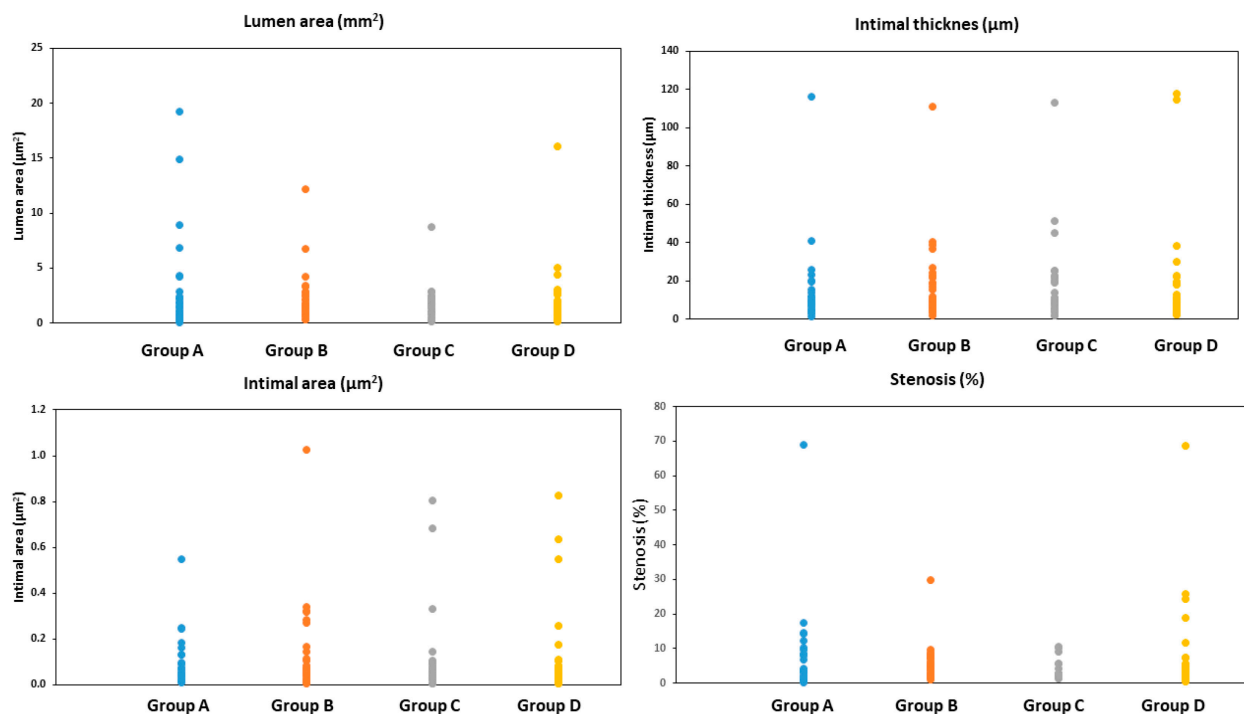 Lumen area (mm²)
25
20
15
10
5
0
Lumen area (µm²)
Group A Group B Group C Group D
Intimal thicknes (µm)
140
120
100
80
60
40
20
0
Intimal thickness (µm)
Group A Group B Group C Group D
Intimal area (µm²)
1.2
1.0
0.8
0.6
0.4
0.2
0.0
Intimal area (µm²)
Group A Group B Group C Group D
Stenosis (%)
80
70
60
50
40
30
20
10
0
Stenosis (%)
Group A Group B Group C Group D